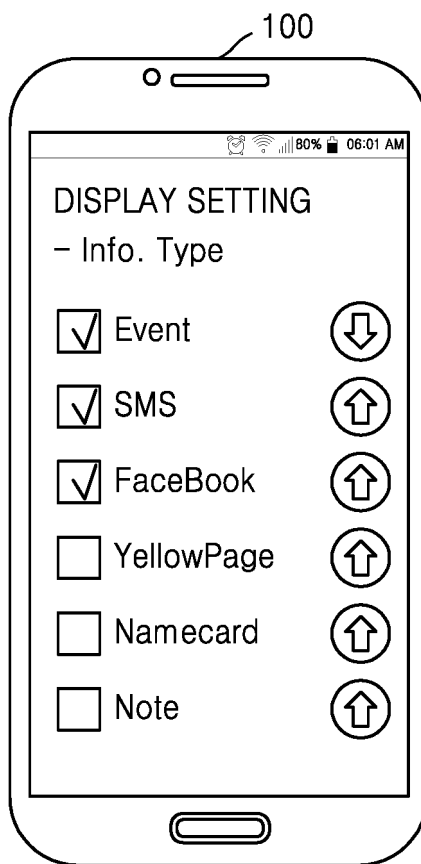 100
80% 06:01 AM
DISPLAY SETTING
– Info. Type
Event
SMS
FaceBook
YellowPage
Namecard
Note